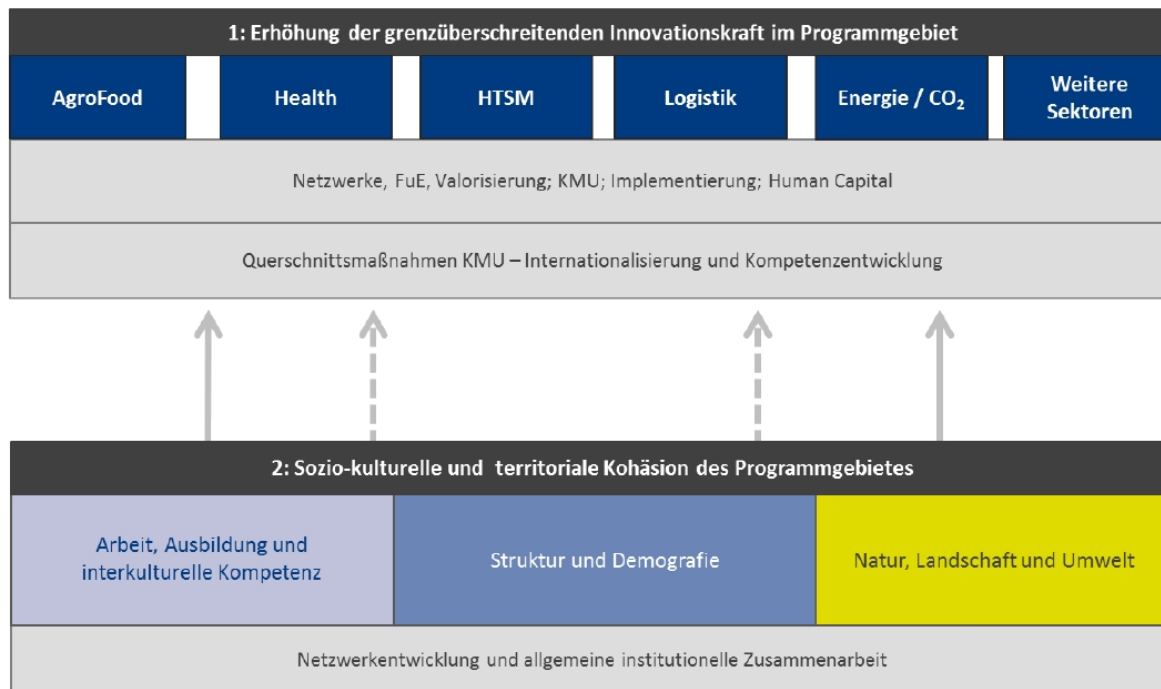 1: Erhöhung der grenzüberschreitenden Innovationskraft im Programmgebiet
AgroFood
Health
HTSM
Logistik
Energie / CO₂
Weitere
Sektoren
Netzwerke, FuE, Valorisierung; KMU; Implementierung; Human Capital
Querschnittsmaßnahmen KMU – Internationalisierung und Kompetenzentwicklung
2: Sozio-kulturelle und territoriale Kohäsion des Programmgebietes
Arbeit, Ausbildung und
interkulturelle Kompetenz
Struktur und Demografie
Natur, Landschaft und Umwelt
Netzwerkentwicklung und allgemeine institutionelle Zusammenarbeit